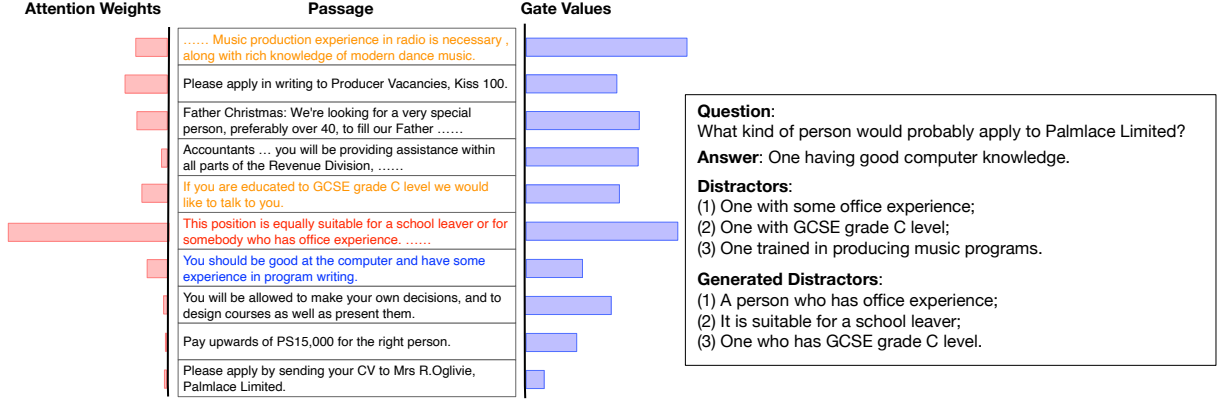 Attention Weights
Passage
Gate Values
…… Music production experience in radio is necessary ,
along with rich knowledge of modern dance music.
Please apply in writing to Producer Vacancies, Kiss 100.
Father Christmas: We're looking for a very special
person, preferably over 40, to fill our Father ……
Accountants … you will be providing assistance within
all parts of the Revenue Division, ……
If you are educated to GCSE grade C level we would
like to talk to you.
This position is equally suitable for a school leaver or for
somebody who has office experience. ……
You should be good at the computer and have some
experience in program writing.
You will be allowed to make your own decisions, and to
design courses as well as present them.
Pay upwards of PS15,000 for the right person.
Please apply by sending your CV to Mrs R.Oglivie,
Palmlace Limited.
Question:
What kind of person would probably apply to Palmlace Limited?
Answer: One having good computer knowledge.
Distractors:
(1) One with some office experience;
(2) One with GCSE grade C level;
(3) One trained in producing music programs.
Generated Distractors:
(1) A person who has office experience;
(2) It is suitable for a school leaver;
(3) One who has GCSE grade C level.